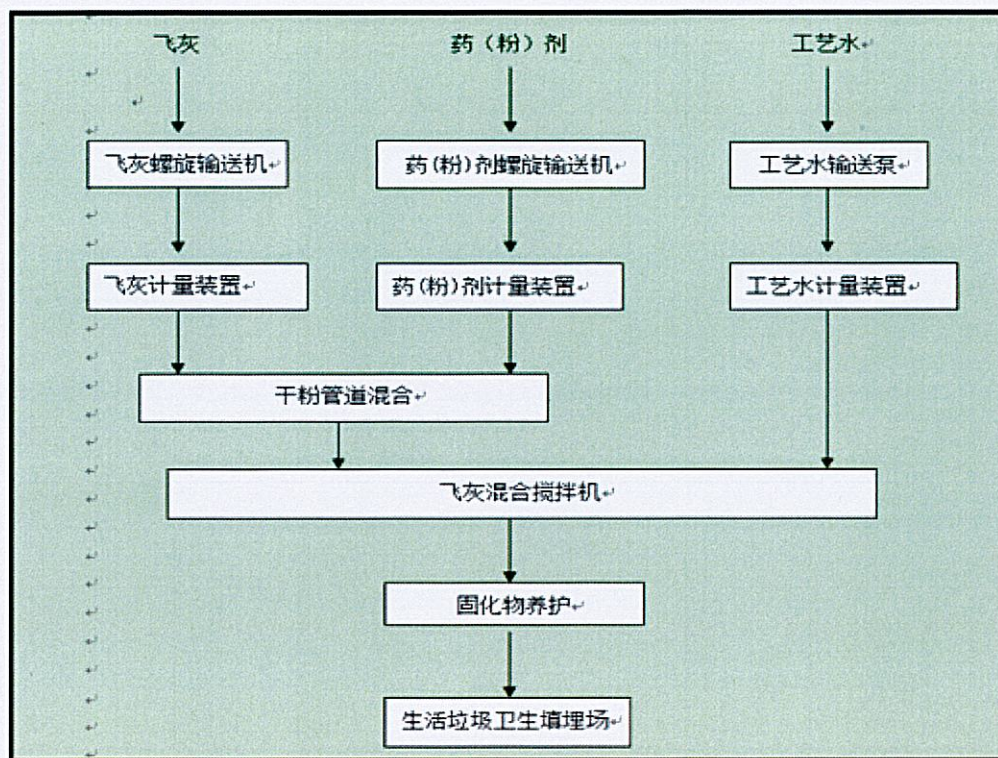 飞灰
药（粉）剂
工艺水
飞灰螺旋输送机
药(粉)剂螺旋输送机
工艺水输送泵
飞灰计量装置
药(粉)剂计量装置
工艺水计量装置
干粉管道混合
飞灰混合搅拌机
固化物养护
生活垃圾卫生填埋场